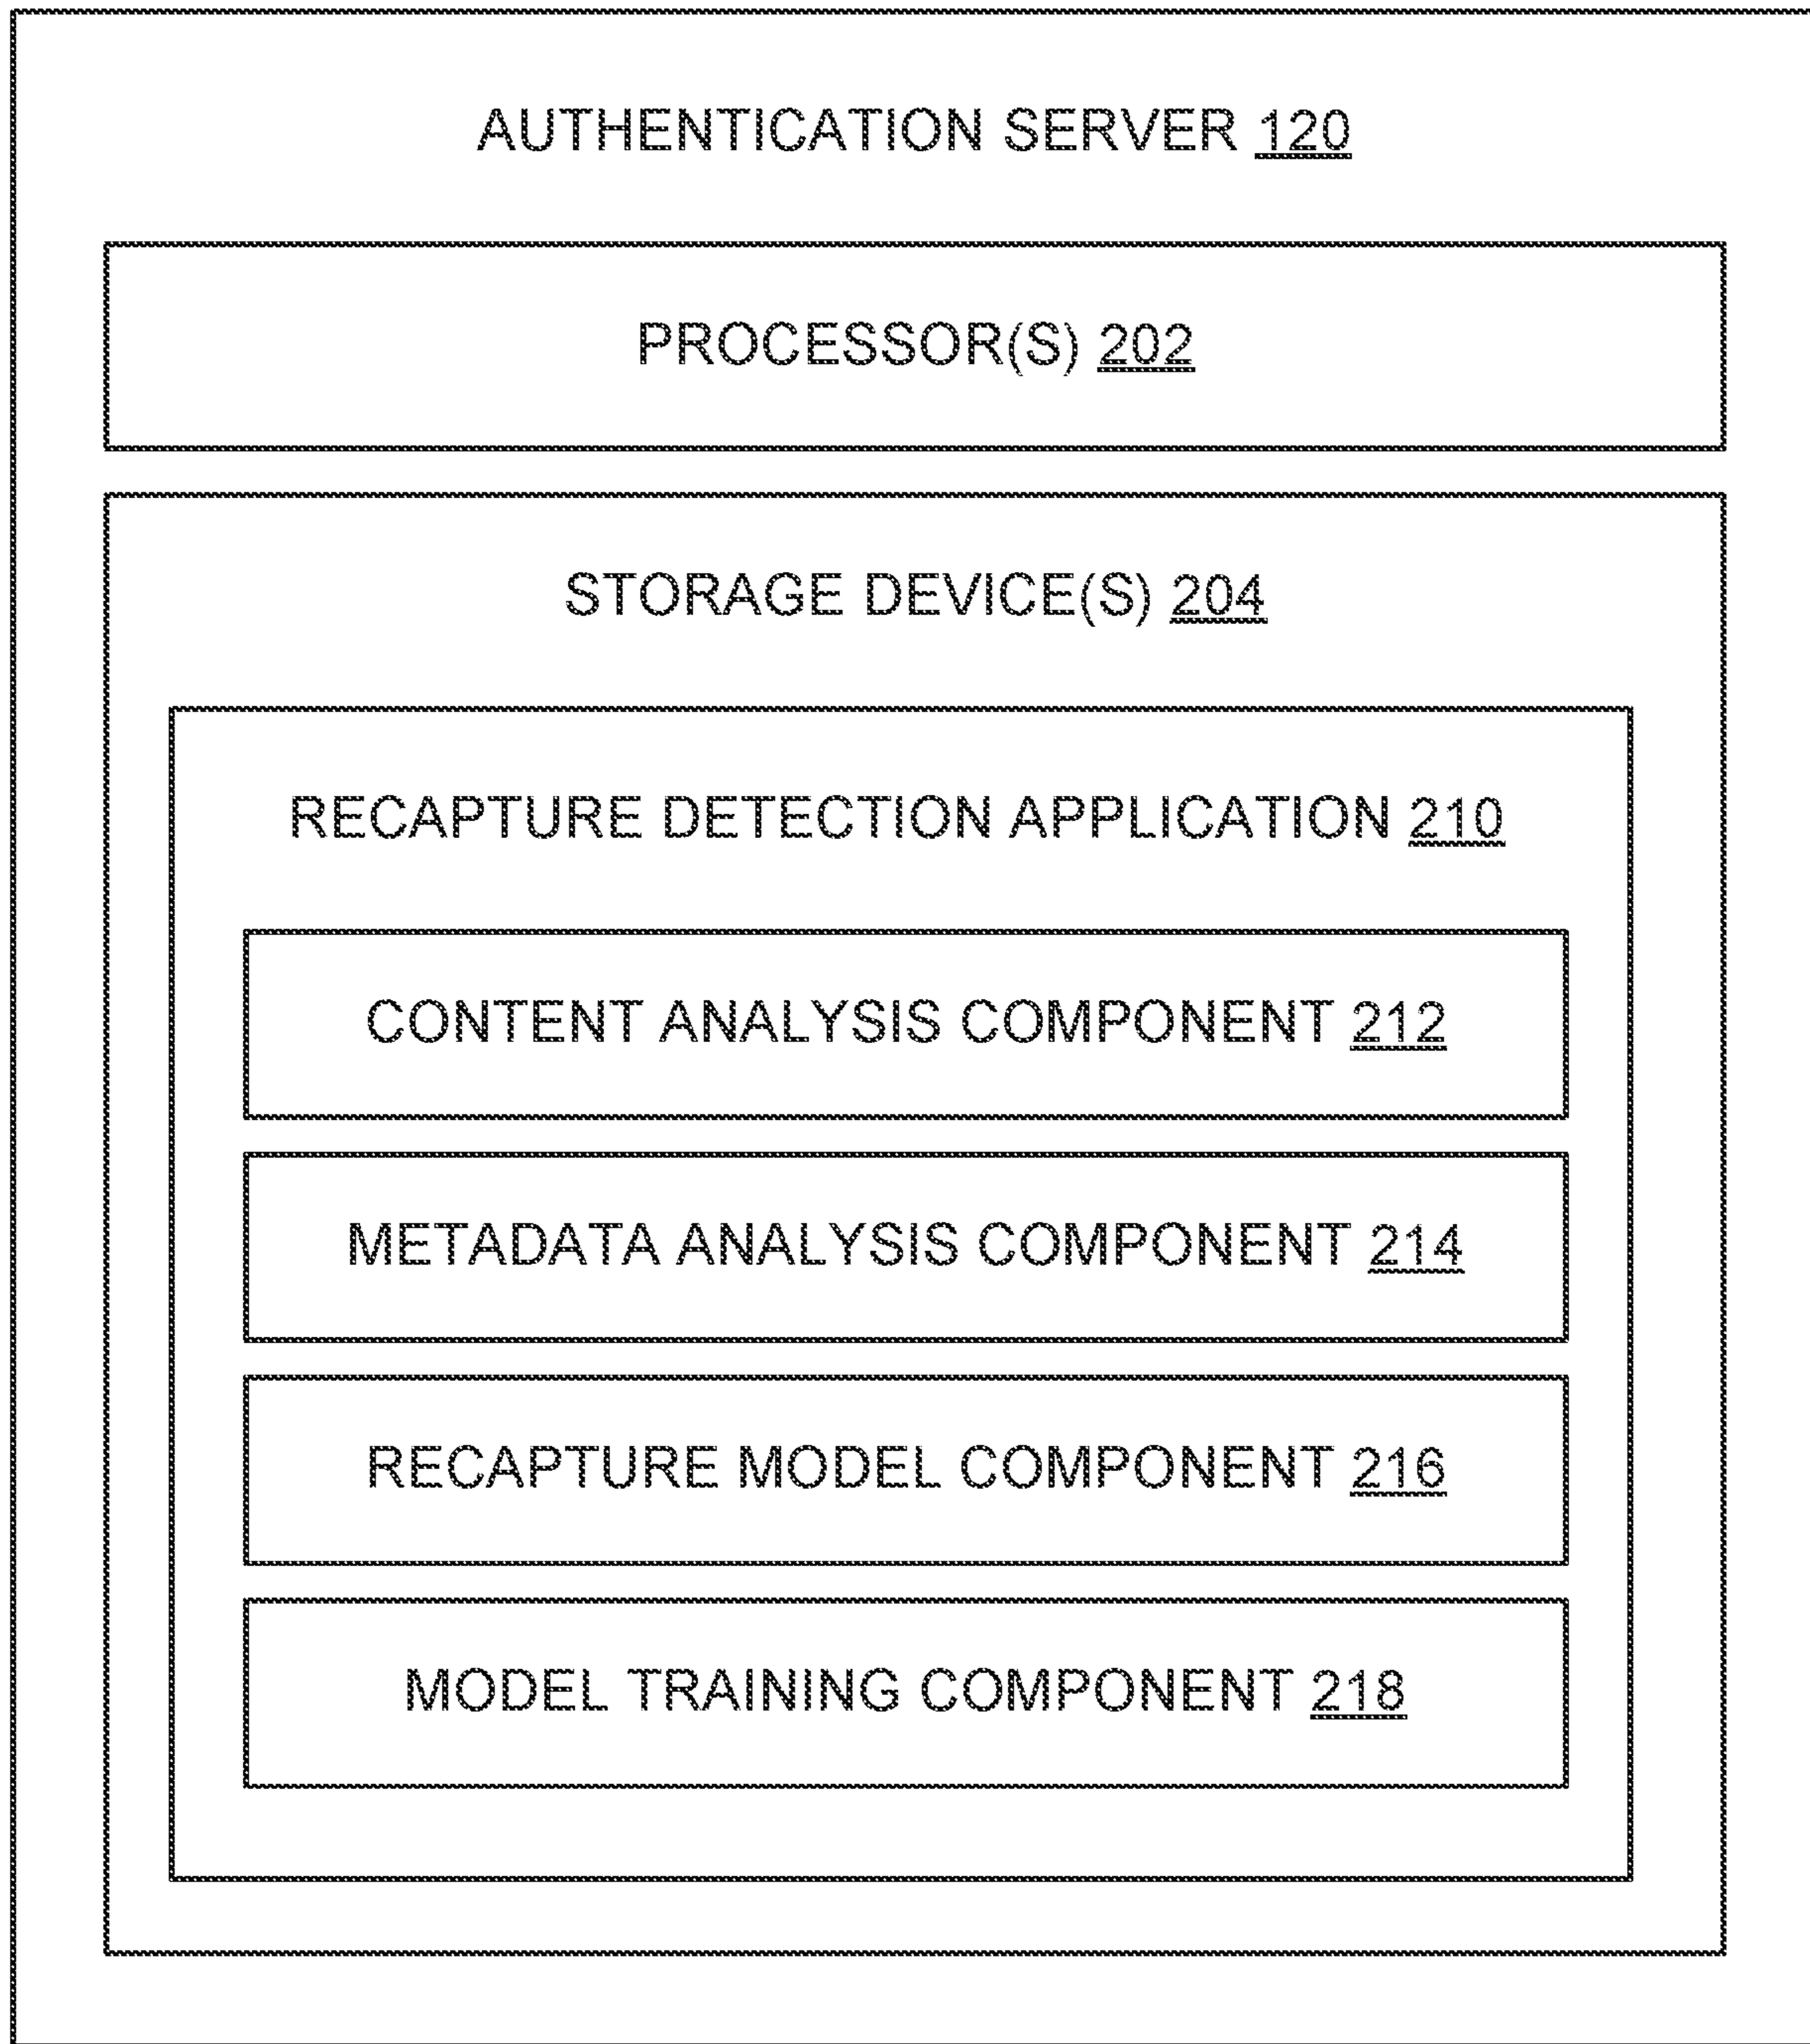 AUTHENTICATION SERVER 120
PROCESSOR(S) 202
STORAGE DEVICE(S) 204
RECAPTURE DETECTION APPLICATION 210
CONTENT ANALYSIS COMPONENT 212
METADATA ANALYSIS COMPONENT 214
RECAPTURE MODEL COMPONENT 216
MODEL TRAINING COMPONENT 218